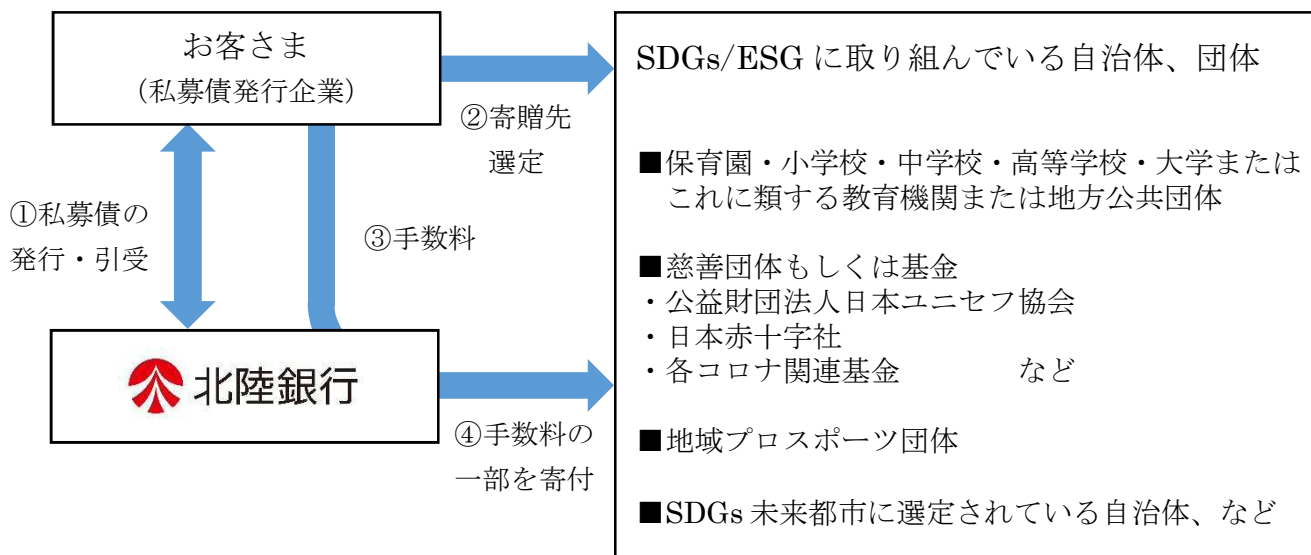 お客さま
(私募債発行企業)
①私募債の
発行・引受
②寄贈先
選定
③手数料
北陸銀行
④手数料の
一部を寄付
SDGs/ESG に取り組んでいる自治体、団体
■保育園・小学校・中学校・高等学校・大学または
これに類する教育機関または地方公共団体
■慈善団体もしくは基金
・公益財団法人日本ユニセフ協会
・日本赤十字社
・各コロナ関連基金 など
■地域プロスポーツ団体
■SDGs 未来都市に選定されている自治体、など